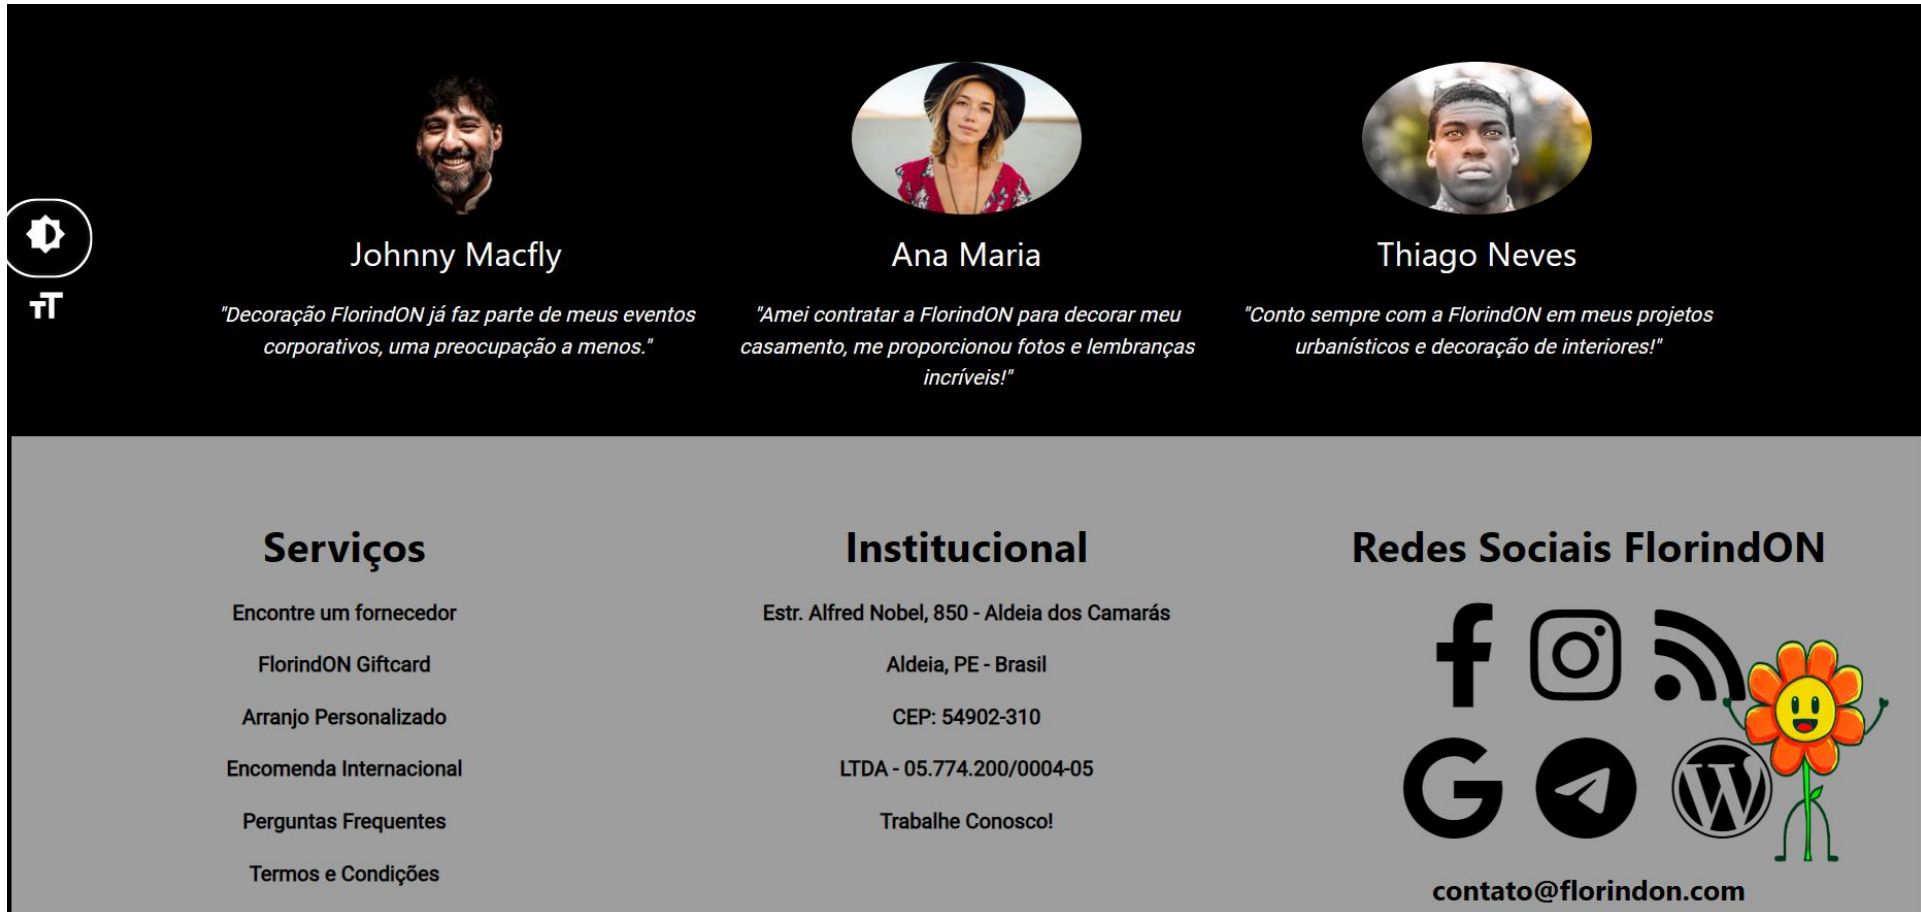 Johnny Macfly
"Decoração FlorindON já faz parte de meus eventos
corporativos, uma preocupação a menos."
Ana Maria
"Amei contratar a FlorindON para decorar meu
casamento, me proporcionou fotos e lembranças
incríveis!"
Thiago Neves
"Conto sempre com a FlorindON em meus projetos
urbanísticos e decoração de interiores!"
Serviços
Encontre um fornecedor
FlorindON Giftcard
Arranjo Personalizado
Encomenda Internacional
Perguntas Frequentes
Termos e Condições
Institucional
Estr. Alfred Nobel, 850 - Aldeia dos Camarás
Aldeia, PE - Brasil
CEP: 54902-310
LTDA - 05.774.200/0004-05
Trabalhe Conosco!
Redes Sociais FlorindON
contato@florindon.com